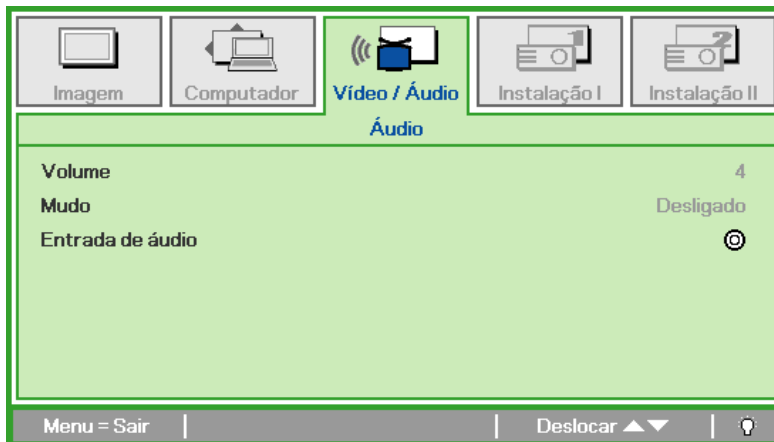 Imagem Computador Vídeo / Áudio Instalação I Instalação II
Áudio
Volume 4
Mudo Desligado
Entrada de áudio
Menu = Sair Deslocar